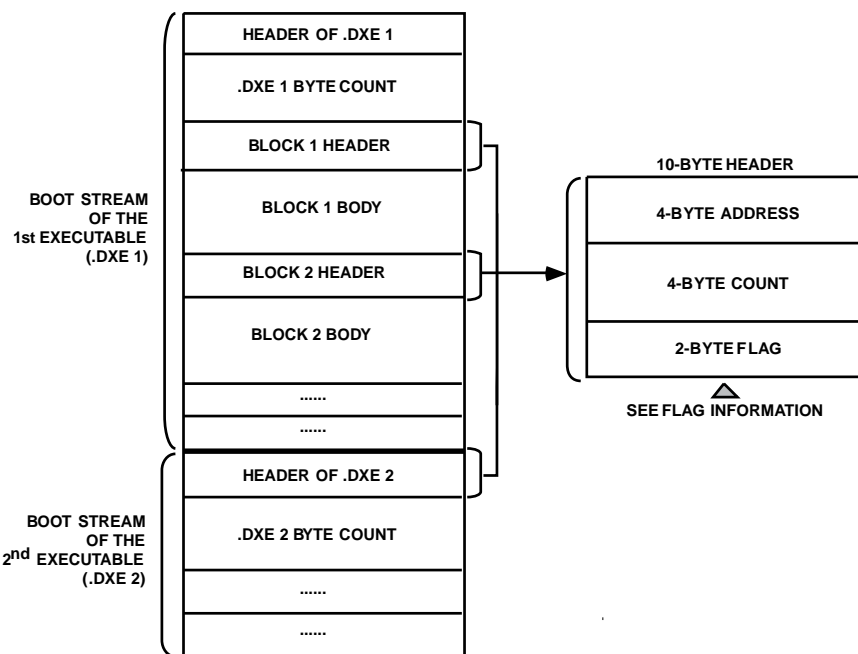 HEADER OF .DXE 1
.DXE 1 BYTE COUNT
BLOCK 1 HEADER
BLOCK 1 BODY
BLOCK 2 HEADER
BLOCK 2 BODY
......
......
HEADER OF .DXE 2
.DXE 2 BYTE COUNT
......
......
BOOT STREAM
OF THE
1st EXECUTABLE
(.DXE 1)
BOOT STREAM
OF THE
2nd EXECUTABLE
(.DXE 2)
10-BYTE HEADER
4-BYTE ADDRESS
4-BYTE COUNT
2-BYTE FLAG
SEE FLAG INFORMATION